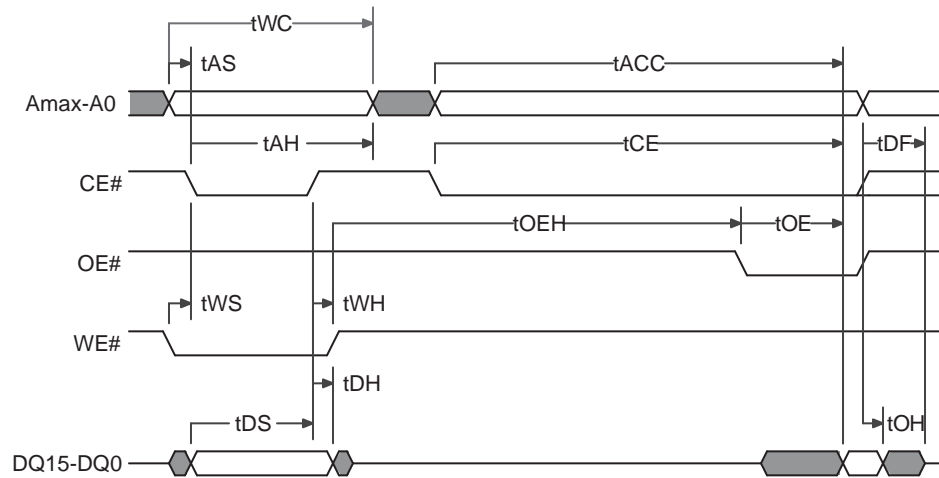 tWC
tAS
tACC
Amax-A0
tAH
tCE
tDF
CE#
tOEH
tOE
OE#
tWS
tWH
WE#
tDH
tDS
tOH
DQ15-DQ0